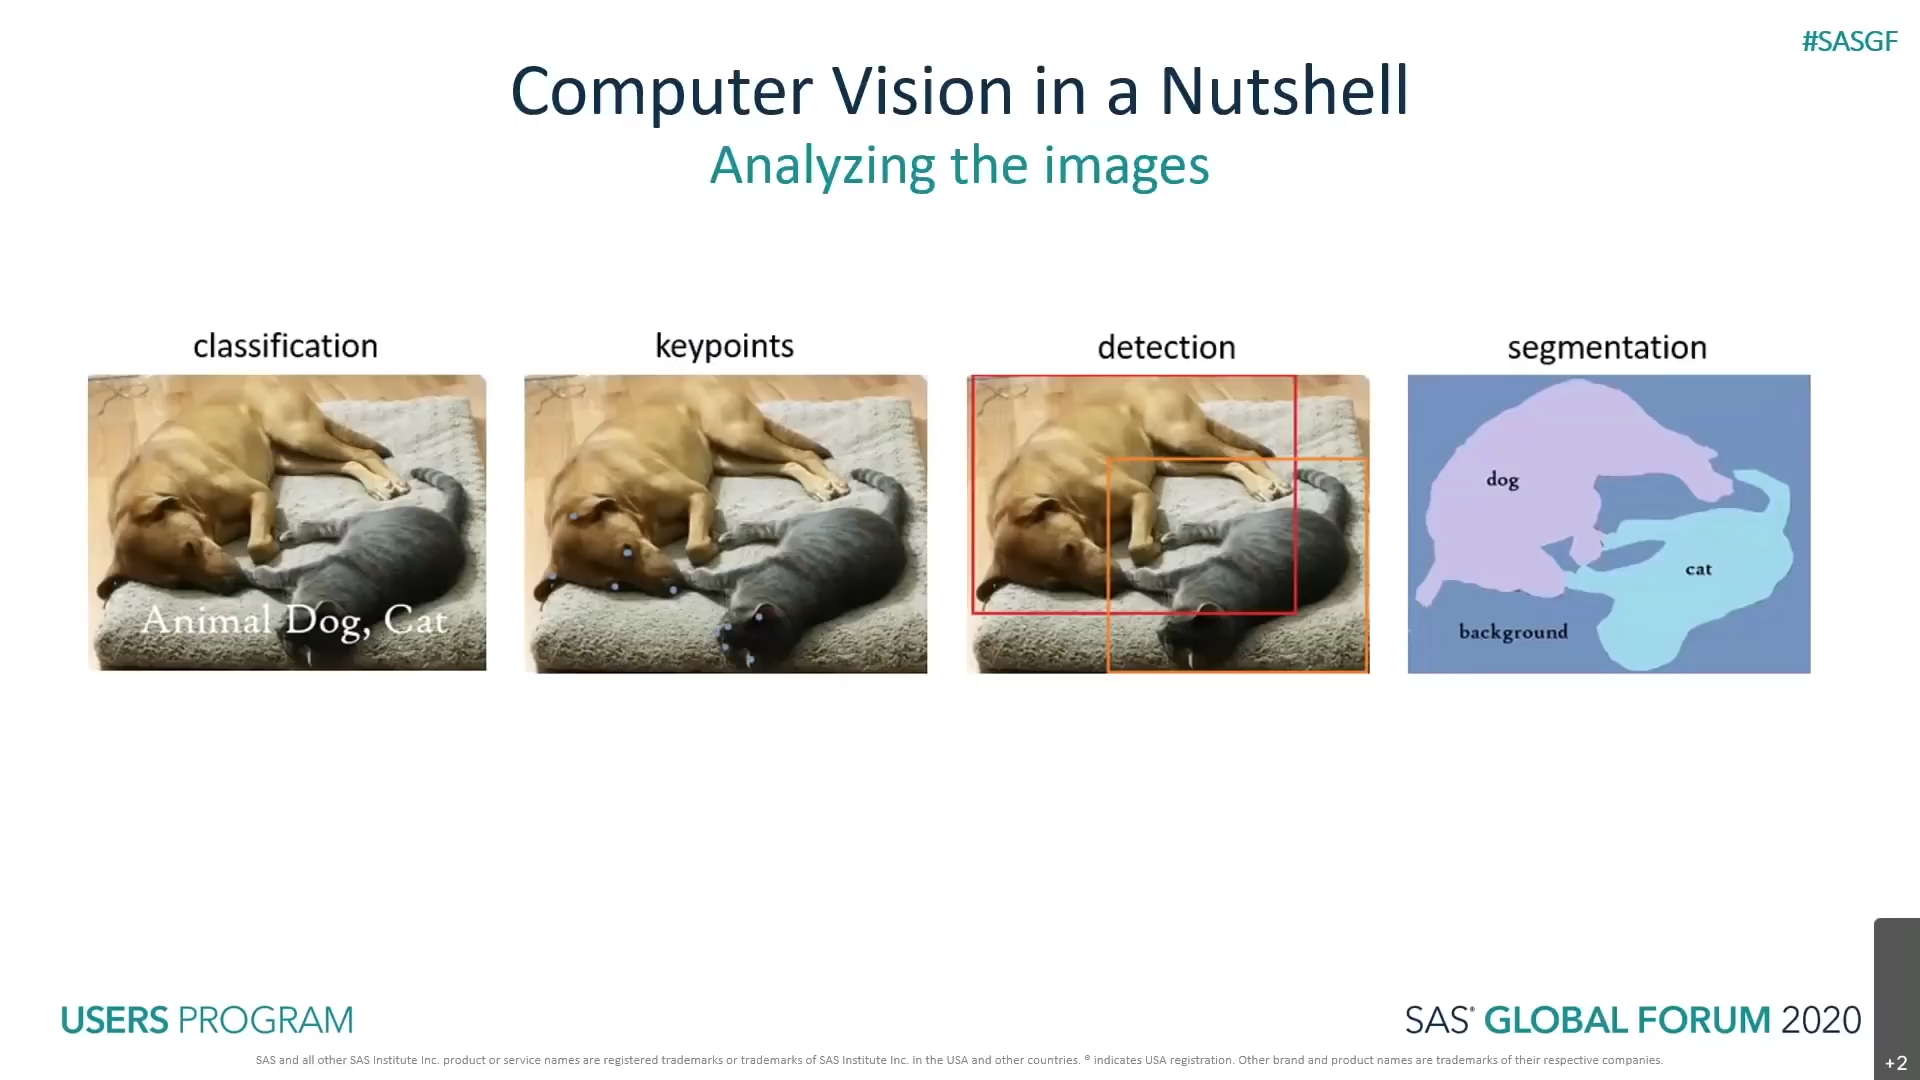 #SASGF
Computer Vision in a Nutshell
Analyzing the images
classification
keypoints
detection
segmentation
Animal Dog, Cat
dog
cat
background
USERS PROGRAM
SAS® GLOBAL FORUM 2020
SAS and all other SAS Institute Inc. product or service names are registered trademarks or trademarks of SAS Institute Inc. in the USA and other countries. ® indicates USA registration. Other brand and product names are trademarks of their respective companies.
+2